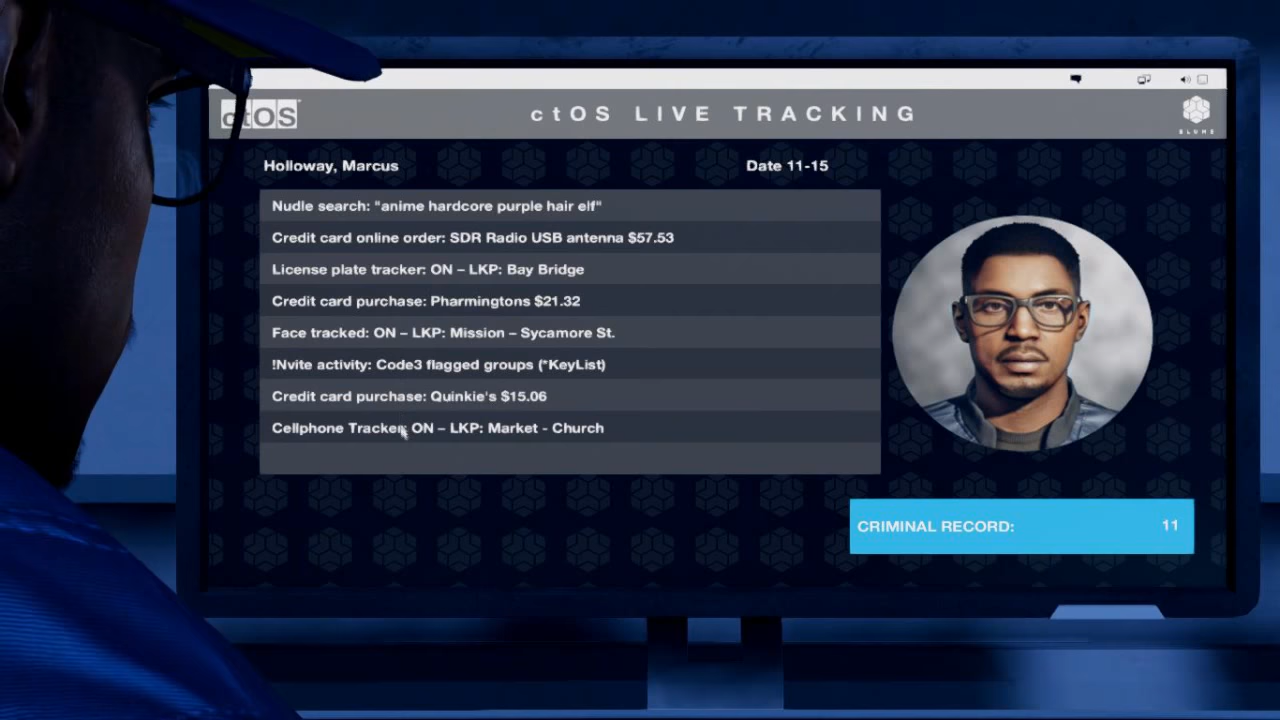 ctOS
ctOS LIVE TRACKING
BLUME
Holloway, Marcus
Date 11-15
Nudle search: "anime hardcore purple hair elf"
Credit card online order: SDR Radio USB antenna $57.53
License plate tracker: ON – LKP: Bay Bridge
Credit card purchase: Pharmingtons $21.32
Face tracked: ON – LKP: Mission – Sycamore St.
!Nvite activity: Code3 flagged groups (*KeyList)
Credit card purchase: Quinkie's $15.06
Cellphone Tracker: ON – LKP: Market - Church
CRIMINAL RECORD: 11